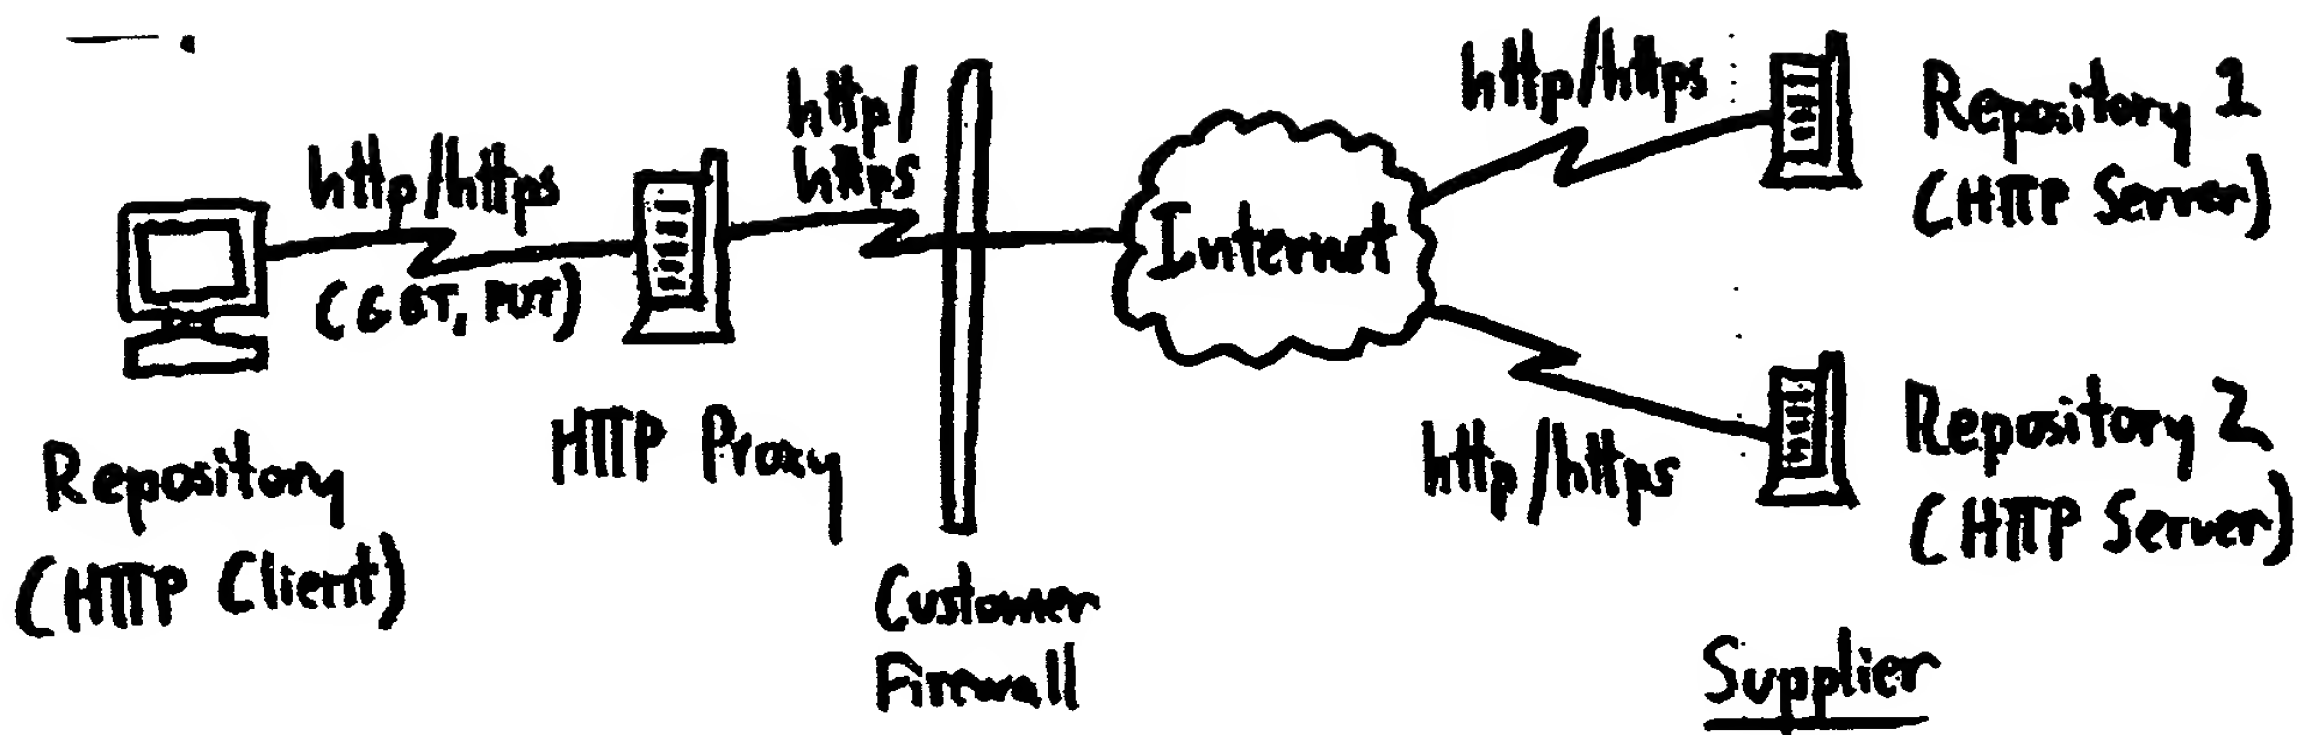 http/https
(GET, PUT)
Repository
(HTTP Client)
HTTP Proxy
http/
https
Customer
Firewall
Internet
http/https
Repository 1
(HTTP Server)
http/https
Repository 2
(HTTP Server)
Supplier